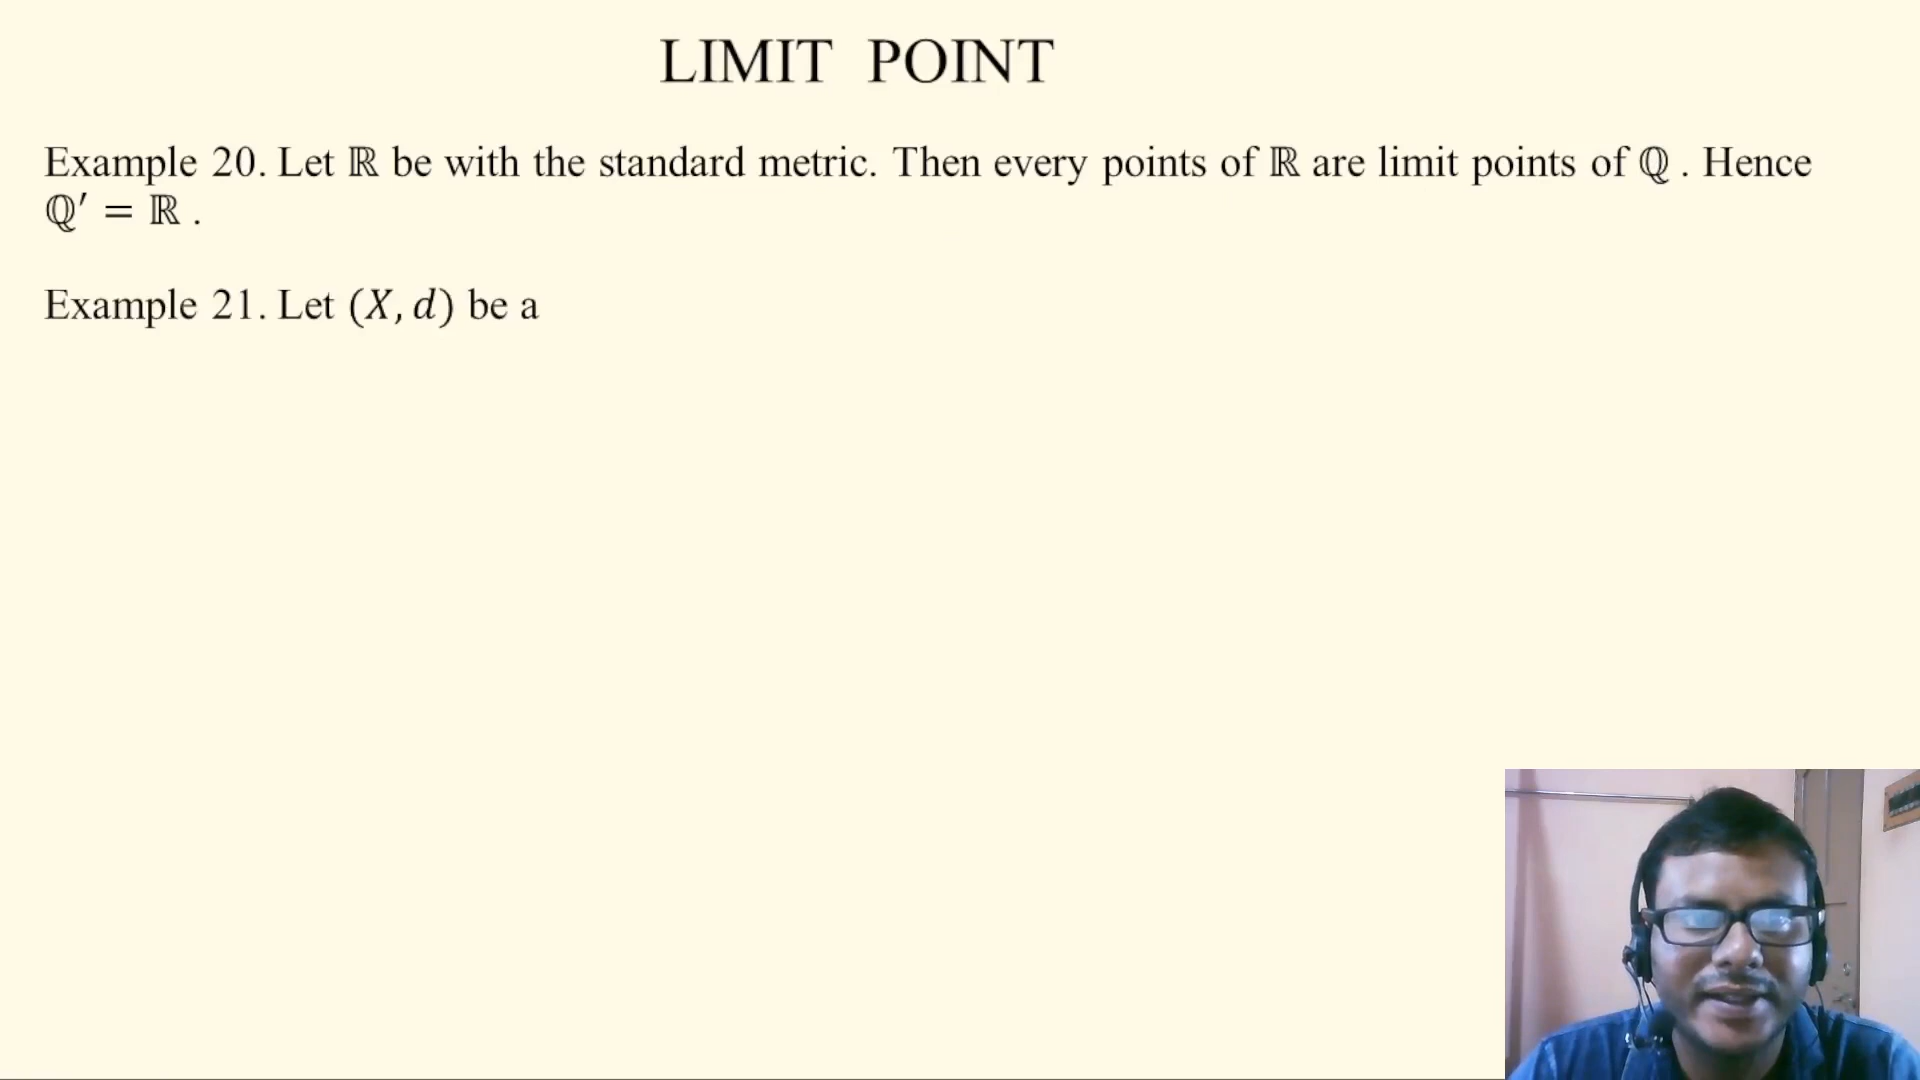 LIMIT POINT
Example 20. Let ℝ be with the standard metric. Then every points of ℝ are limit points of ℚ . Hence
ℚ′ = ℝ .
Example 21. Let (X, d) be a